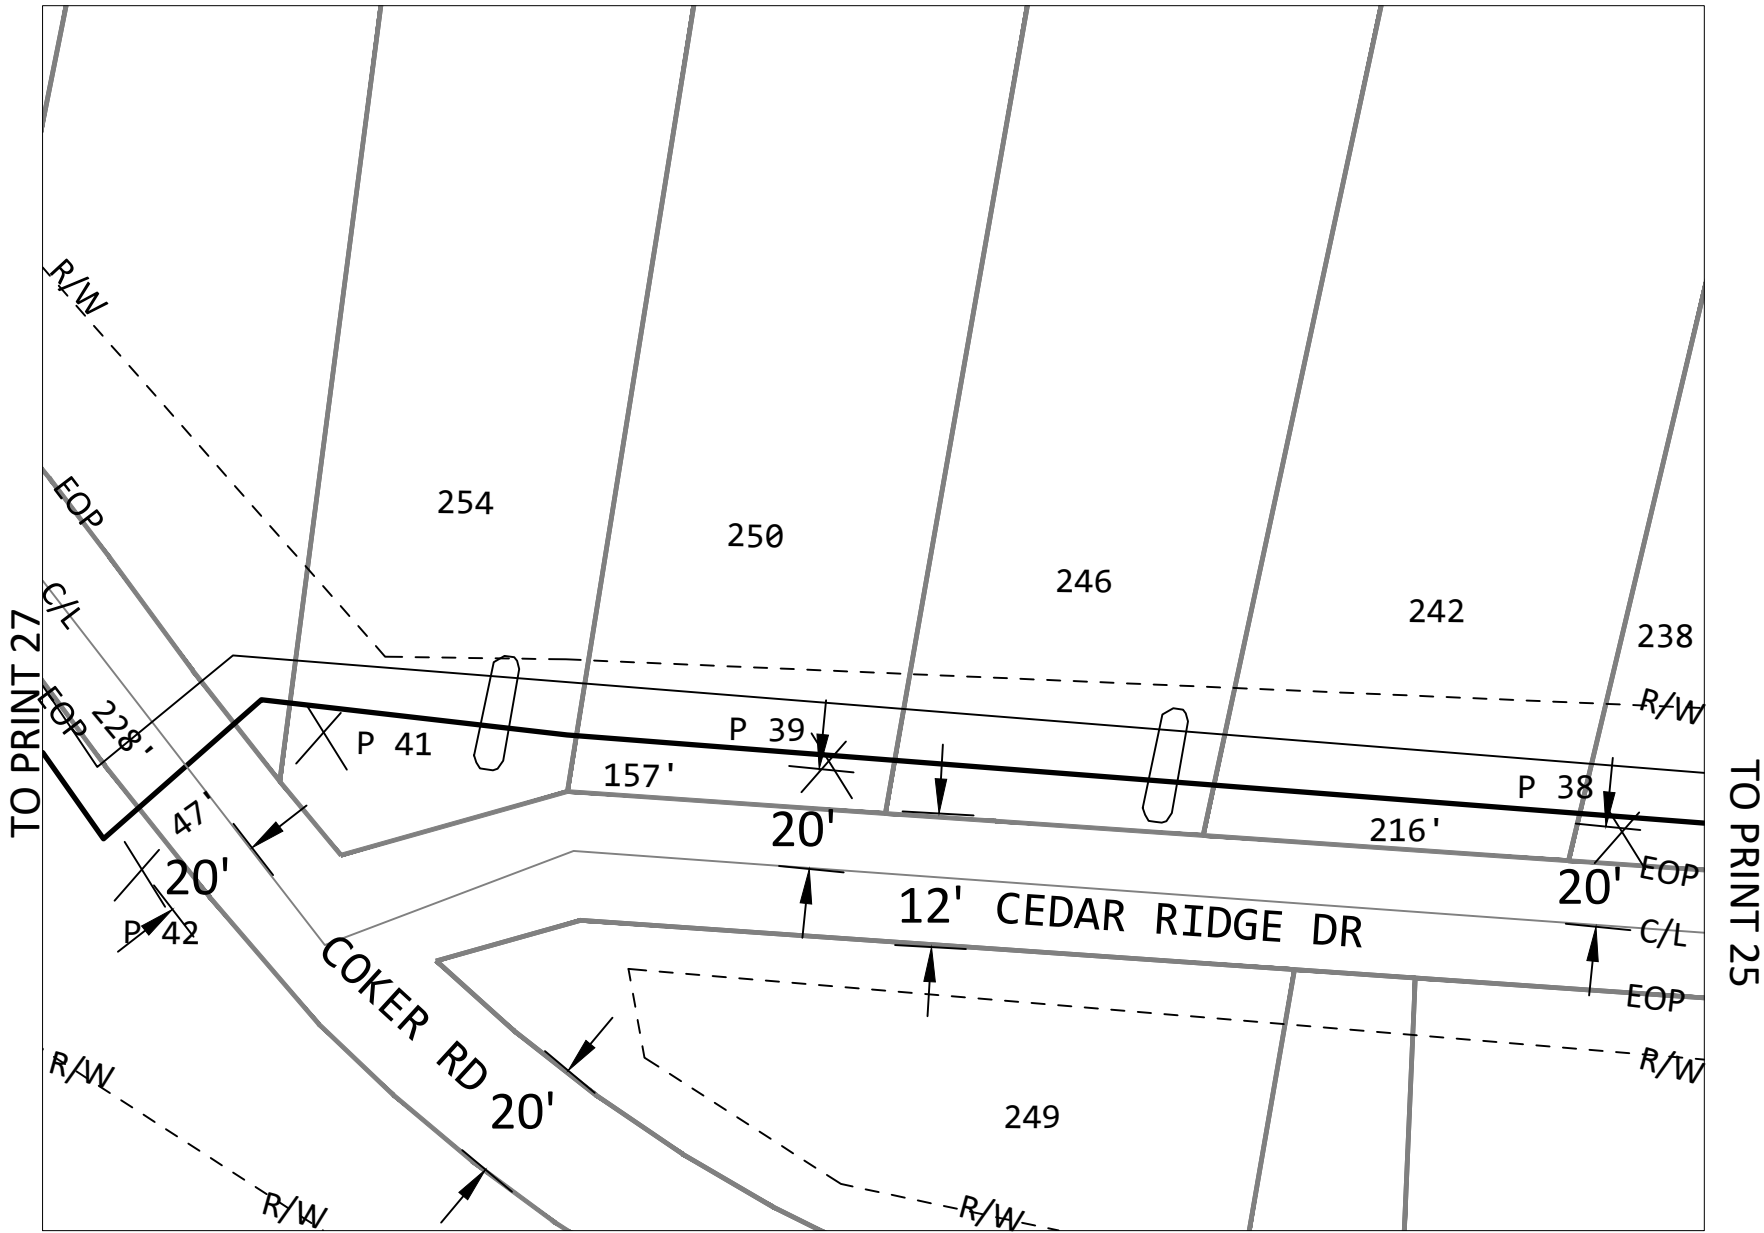 R/W
254
EOP
250
246
C/L
242
238
TO PRINT 27
EOP
228'
R/W
P 41
P 39
157'
P 38
TO PRINT 25
47'
20'
216'
20'
20'
EOP
12' CEDAR RIDGE DR
P 42
C/L
COKER RD
EOP
R/W
R/W
20'
249
R/W
R/W